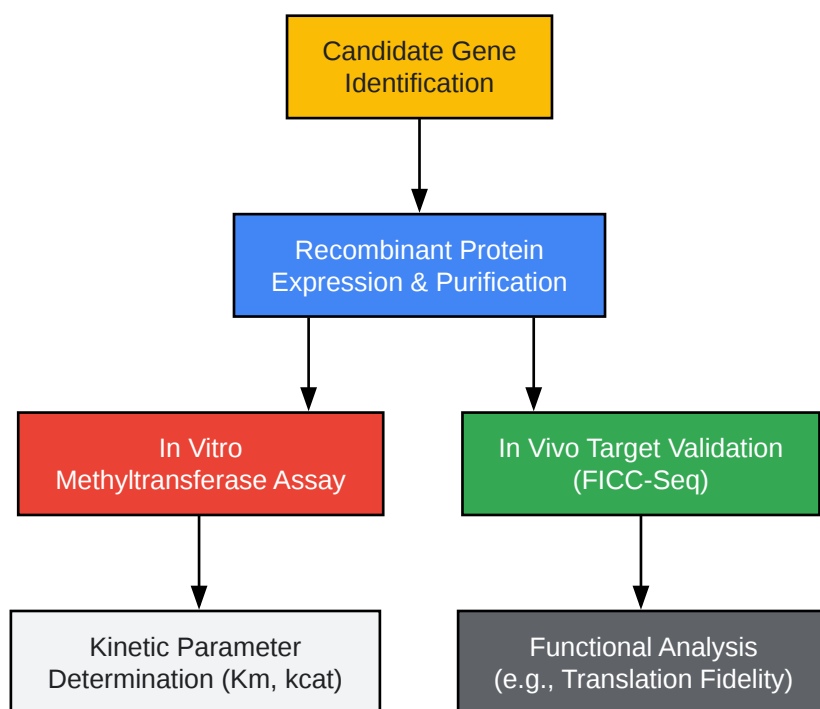 Candidate Gene
Identification
Recombinant Protein
Expression & Purification
In Vitro
Methyltransferase Assay
In Vivo Target Validation
(FICC-Seq)
Kinetic Parameter
Determination (Km, kcat)
Functional Analysis
(e.g., Translation Fidelity)